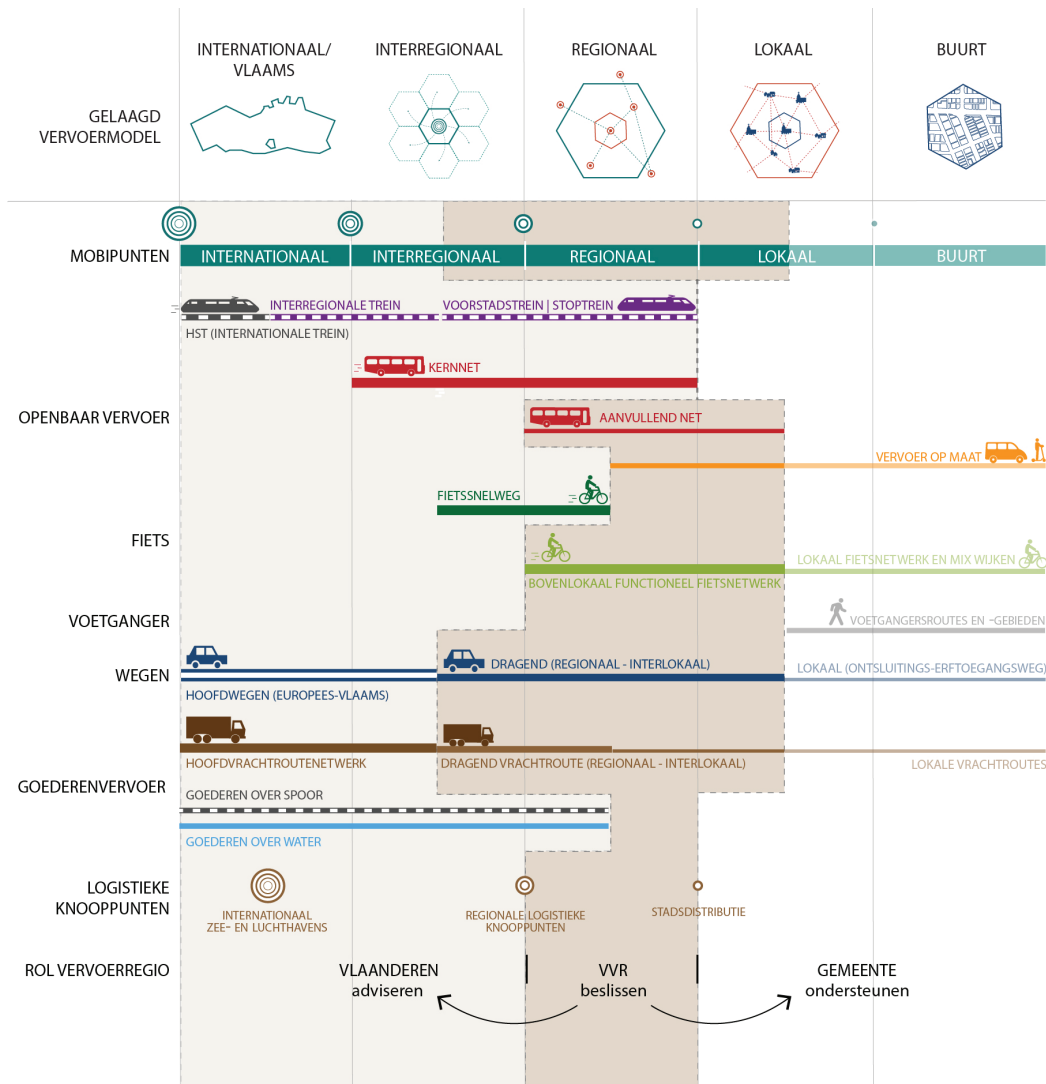 INTERNATIONAAL/
VLAAMS
INTERREGIONAAL
REGIONAAL
LOKAAL
BUURT
GELAAGD
VERVOERMODEL
MOBIPUNTEN
INTERNATIONAAL
INTERREGIONAAL
REGIONAAL
LOKAAL
BUURT
INTERREGIONALE TREIN
VOORSTADSTREIN | STOPTREIN
HST (INTERNATIONALE TREIN)
KERNNET
OPENBAAR VERVOER
AANVULLEND NET
VERVOER OP MAAT
FIETSSNELWEG
FIETS
LOKAAL FIETSNETWERK EN MIX WIJKEN
BOVENLOKAAL FUNCTIONEEL FIETSNETWERK
VOETGANGER
VOETGANGERSROUTES EN -GEBIEDEN
WEGEN
DRAGEND (REGIONAAL - INTERLOKAAL)
LOKAAL (ONTSLUITINGS-ERFTOEGANGSWEG)
HOOFDWEGEN (EUROPEES-VLAAMS)
HOOFDVRACHTROUTENETWERK
DRAGEND VRACHTROUTE (REGIONAAL - INTERLOKAAL)
LOKALE VRACHTROUTES
GOEDERENVERVOER
GOEDEREN OVER SPOOR
GOEDEREN OVER WATER
LOGISTIEKE
KNOOPPUNTEN
INTERNATIONAAL
ZEE- EN LUCHTHAVENS
REGIONALE LOGISTIEKE
KNOOPPUNTEN
STADSDISTRIBUTIE
ROL VERVOERREGIO
VLAANDEREN
adviseren
VVR
beslissen
GEMEENTE
ondersteunen